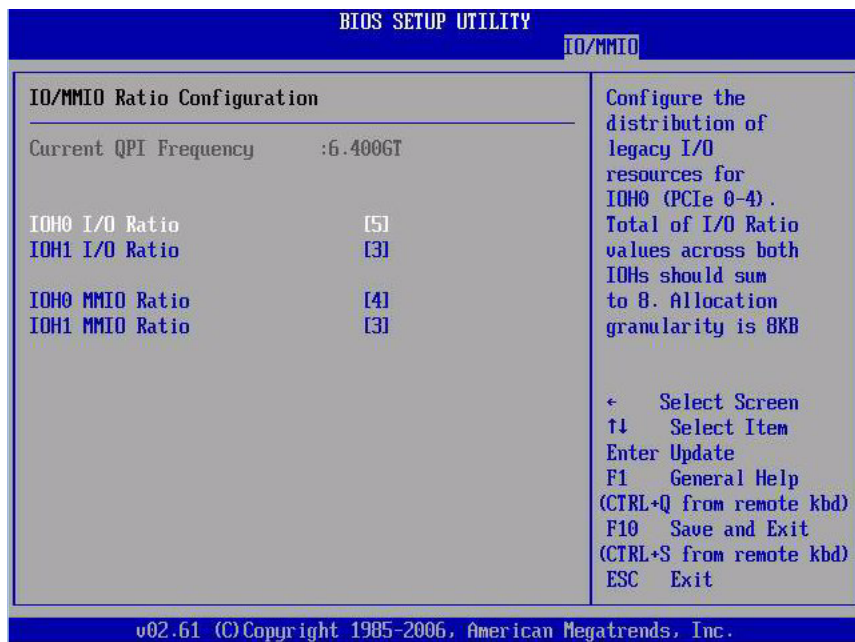 BIOS SETUP UTILITY
IO/MMIO
IO/MMIO Ratio Configuration
Current QPI Frequency :6.400GT
IOH0 I/O Ratio [5]
IOH1 I/O Ratio [3]
IOH0 MMIO Ratio [4]
IOH1 MMIO Ratio [3]
Configure the
distribution of
legacy I/O
resources for
IOH0 (PCIe 0-4).
Total of I/O Ratio
values across both
IOHs should sum
to 8. Allocation
granularity is 8KB
← Select Screen
↑↓ Select Item
Enter Update
F1 General Help
(CTRL+Q from remote kbd)
F10 Save and Exit
(CTRL+S from remote kbd)
ESC Exit
v02.61 (C)Copyright 1985-2006, American Megatrends, Inc.